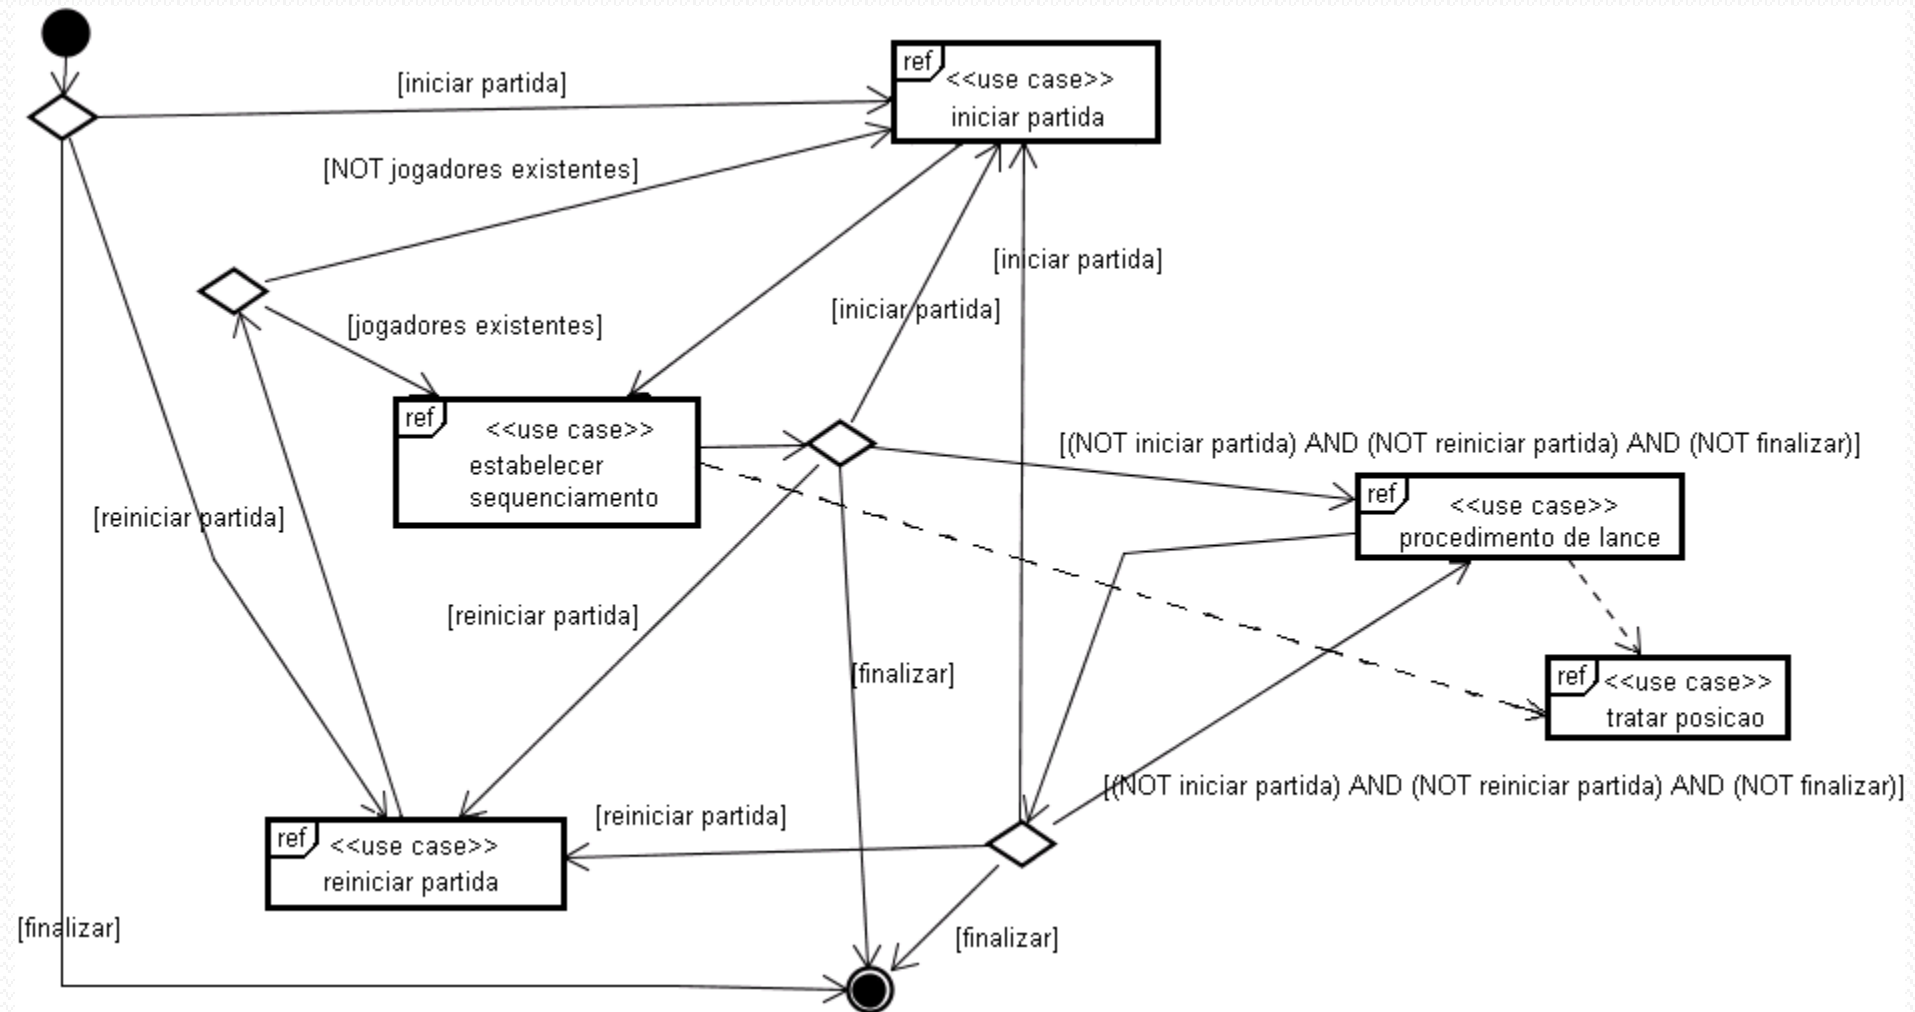 ref
<<use case>>
iniciar partida
[iniciar partida]
[NOT jogadores existentes]
[iniciar partida]
[iniciar partida]
[jogadores existentes]
ref
<<use case>>
estabelecer
sequenciamento
[(NOT iniciar partida) AND (NOT reiniciar partida) AND (NOT finalizar)]
ref
<<use case>>
procedimento de lance
[reiniciar partida]
[reiniciar partida]
[finalizar]
ref
<<use case>>
tratar posicao
[(NOT iniciar partida) AND (NOT reiniciar partida) AND (NOT finalizar)]
[reiniciar partida]
ref
<<use case>>
reiniciar partida
[finalizar]
[finalizar]